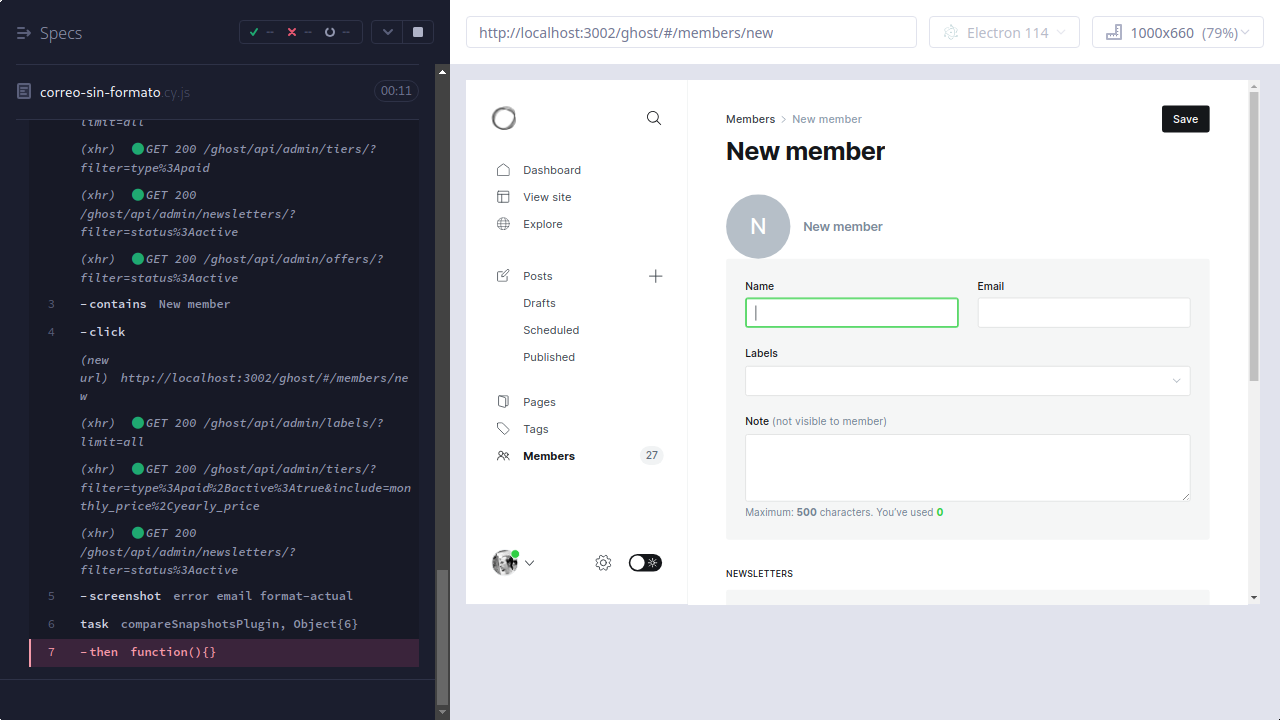 Specs
-- -- --
correo-sin-formato.cy.js 00:11
limit=all
(xhr) GET 200 /ghost/api/admin/tiers/?
filter=type%3Apaid
(xhr) GET 200
/ghost/api/admin/newsletters/?
filter=status%3Aactive
(xhr) GET 200 /ghost/api/admin/offers/?
filter=status%3Aactive
3 -contains New member
4 -click
(new
url) http://localhost:3002/ghost/#/members/ne
w
(xhr) GET 200 /ghost/api/admin/labels/?
limit=all
(xhr) GET 200 /ghost/api/admin/tiers/?
filter=type%3Apaid%2Bactive%3Atrue&include=mon
thly_price%2Cyearly_price
(xhr) GET 200
/ghost/api/admin/newsletters/?
filter=status%3Aactive
5 -screenshot error email format-actual
6 task compareSnapshotsPlugin, Object{6}
7 -then function(){}
http://localhost:3002/ghost/#/members/new
Electron 114
1000x660 (79%)
Dashboard
View site
Explore
Posts
Drafts
Scheduled
Published
Pages
Tags
Members 27
Members > New member
Save
New member
N New member
Name
Email
Labels
Note (not visible to member)
Maximum: 500 characters. You've used 0
NEWSLETTERS